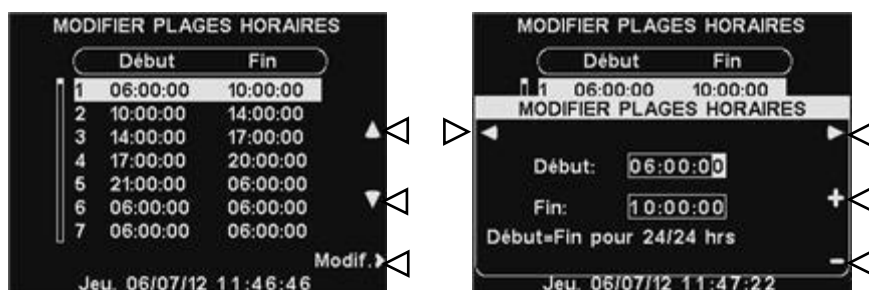 MODIFIER PLAGES HORAIRES
Début Fin
1 06:00:00 10:00:00
2 10:00:00 14:00:00
3 14:00:00 17:00:00
4 17:00:00 20:00:00
5 21:00:00 06:00:00
6 06:00:00 06:00:00
7 06:00:00 06:00:00
Modif.
Jeu. 06/07/12 11:46:46
MODIFIER PLAGES HORAIRES
Début Fin
1 06:00:00 10:00:00
MODIFIER PLAGES HORAIRES
Début: 06:00:00
+
Fin: 10:00:00
Début=Fin pour 24/24 hrs
-
Jeu. 06/07/12 11:47:22